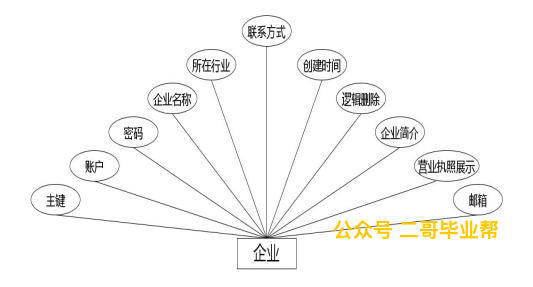 联系方式
所在行业
创建时间
企业名称
逻辑删除
密码
企业简介
账户
营业执照展示
主键
邮箱
公众号 二哥毕业帮
企业